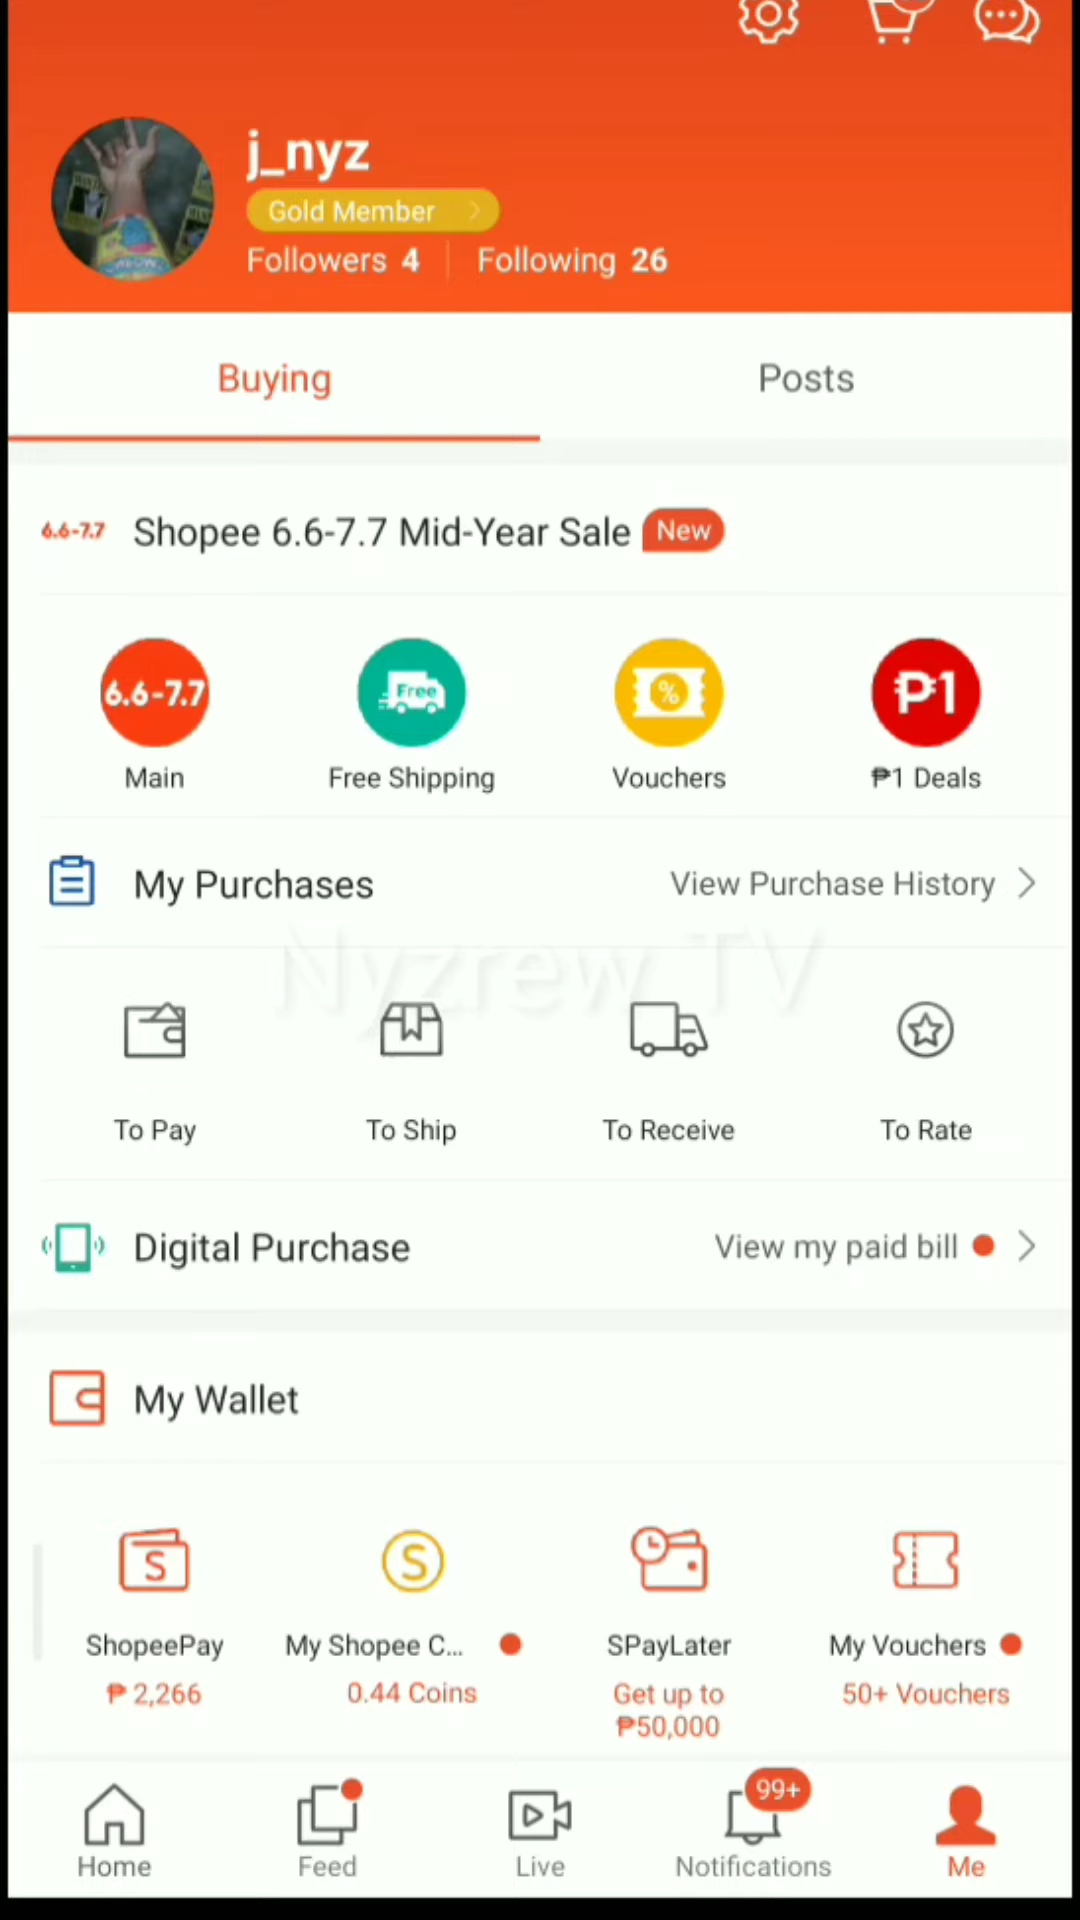 j_nyz
Gold Member
Followers 4
Following 26
Buying
Posts
6.6-7.7
Shopee 6.6-7.7 Mid-Year Sale
New
6.6-7.7
Free
%
₱1
Main
Free Shipping
Vouchers
₱1 Deals
My Purchases
View Purchase History
Nyzrew TV
To Pay
To Ship
To Receive
To Rate
Digital Purchase
View my paid bill
My Wallet
S
S
ShopeePay
My Shopee C...
SPayLater
My Vouchers
₱ 2,266
0.44 Coins
Get up to
₱50,000
50+ Vouchers
99+
Home
Feed
Live
Notifications
Me